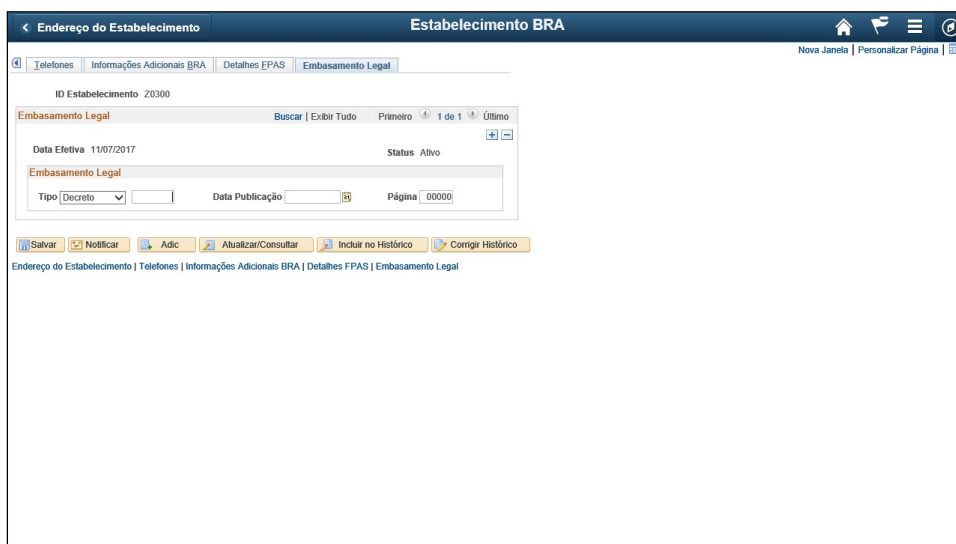 Endereço do Estabelecimento Estabelecimento BRA
Nova Janela | Personalizar Página |
Telefones Informações Adicionais BRA Detalhes FPAS Embasamento Legal
ID Estabelecimento Z0300
Embasamento Legal Buscar | Exibir Tudo Primeiro 1 de 1 Último
Data Efetiva 11/07/2017 Status Ativo
Embasamento Legal
Tipo Decreto Data Publicação Página 00000
Salvar Notificar Adic Atualizar/Consultar Incluir no Histórico Corrigir Histórico
Endereço do Estabelecimento | Telefones | Informações Adicionais BRA | Detalhes FPAS | Embasamento Legal